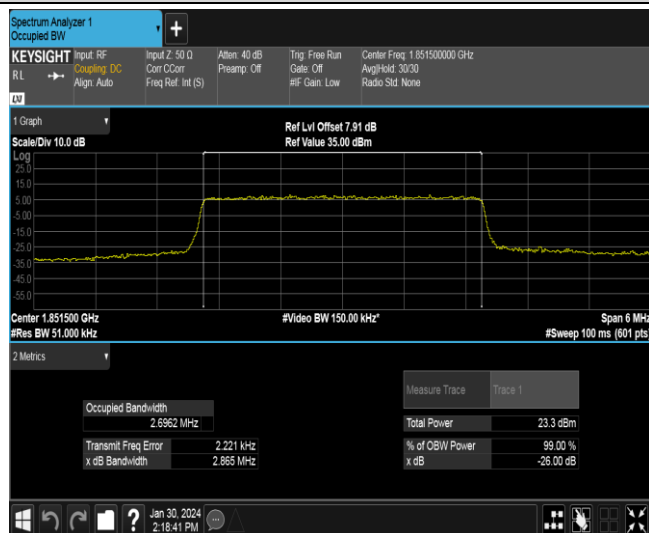 Spectrum Analyzer 1
Occupied BW
+
KEYSIGHT
RL
LXI
Input: RF
Coupling: DC
Align: Auto
Input Z: 50 Ω
Corr CCorr
Freq Ref: Int (S)
Atten: 40 dB
Preamp: Off
Trig: Free Run
Gate: Off
#IF Gain: Low
Center Freq: 1.851500000 GHz
Avg|Hold: 30/30
Radio Std: None
1 Graph
Scale/Div 10.0 dB
Ref Lvl Offset 7.91 dB
Ref Value 35.00 dBm
Log
25.0
15.0
5.00
-5.00
-15.0
-25.0
-35.0
-45.0
-55.0
Center 1.851500 GHz
#Video BW 150.00 kHz*
Span 6 MHz
#Res BW 51.000 kHz
#Sweep 100 ms (601 pts)
2 Metrics
Measure Trace Trace 1
Occupied Bandwidth
2.6962 MHz
Total Power 23.3 dBm
Transmit Freq Error 2.221 kHz
% of OBW Power 99.00 %
x dB Bandwidth 2.865 MHz
x dB -26.00 dB
?
Jan 30, 2024
2:18:41 PM